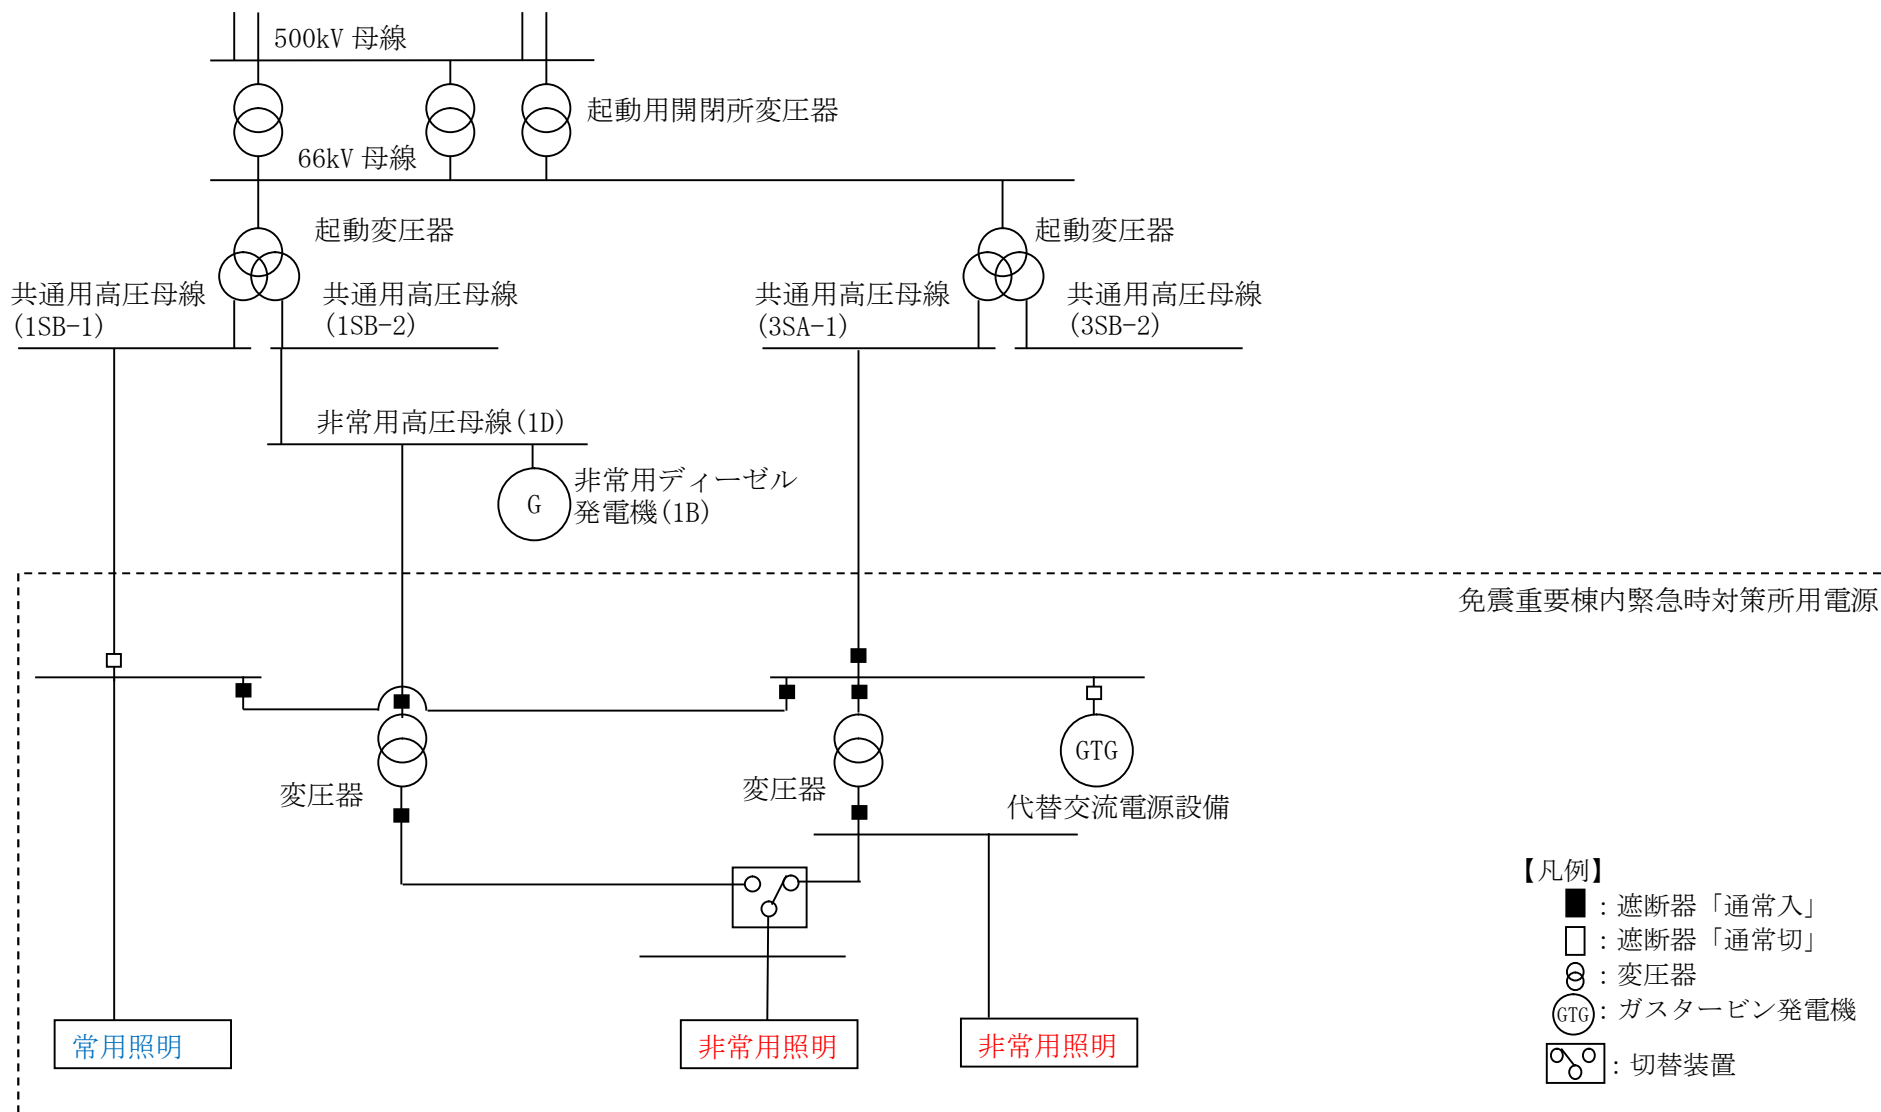 500kV 母線
起動用開閉所変圧器
66kV 母線
起動変圧器
起動変圧器
共通用高圧母線
(1SB-1)
共通用高圧母線
(1SB-2)
共通用高圧母線
(3SA-1)
共通用高圧母線
(3SB-2)
非常用高圧母線(1D)
G
非常用ディーゼル
発電機(1B)
免震重要棟内緊急時対策所用電源
変圧器
変圧器
GTG
代替交流電源設備
常用照明
非常用照明
非常用照明
【凡例】
：遮断器「通常入」
：遮断器「通常切」
：変圧器
GTG：ガスタービン発電機
：切替装置